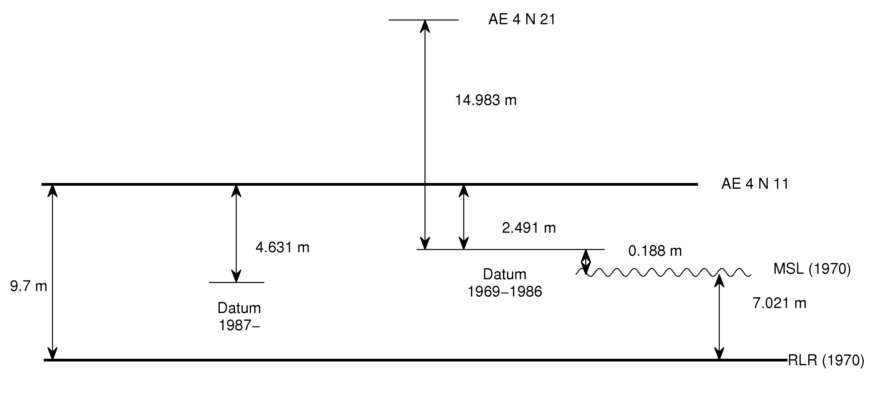 AE 4 N 21
14.983 m
AE 4 N 11
2.491 m
4.631 m
0.188 m
MSL (1970)
Datum
1969−1986
9.7 m
7.021 m
Datum
1987−
RLR (1970)